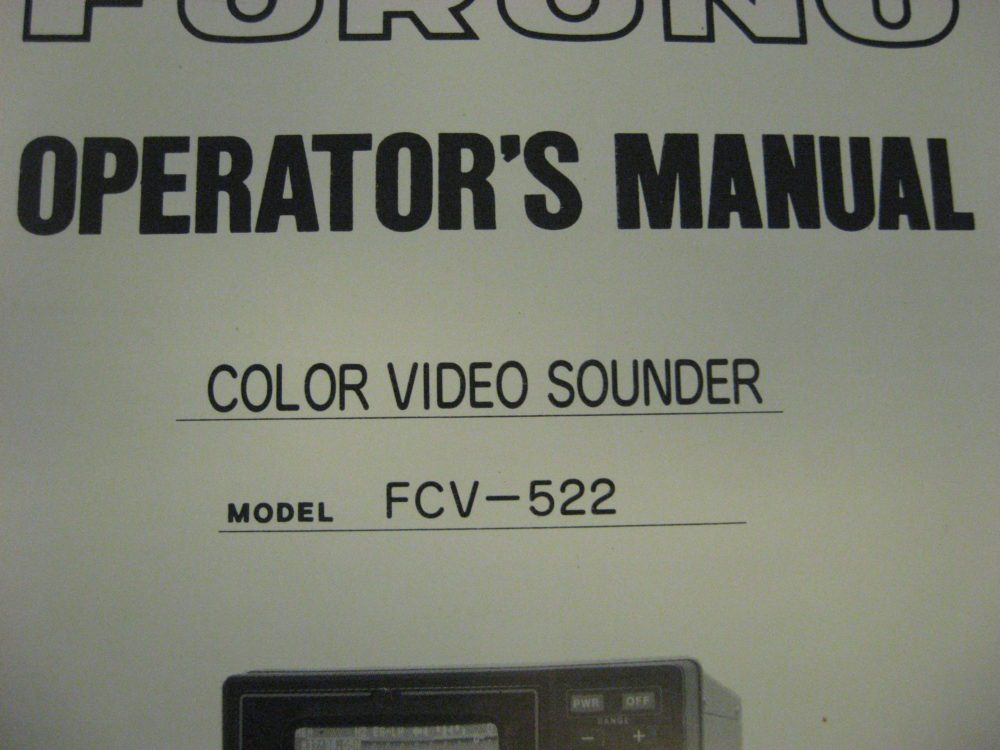 FURUNO
OPERATOR'S MANUAL
COLOR VIDEO SOUNDER
MODEL FCV-522
PWR OFF
RANGE
- +